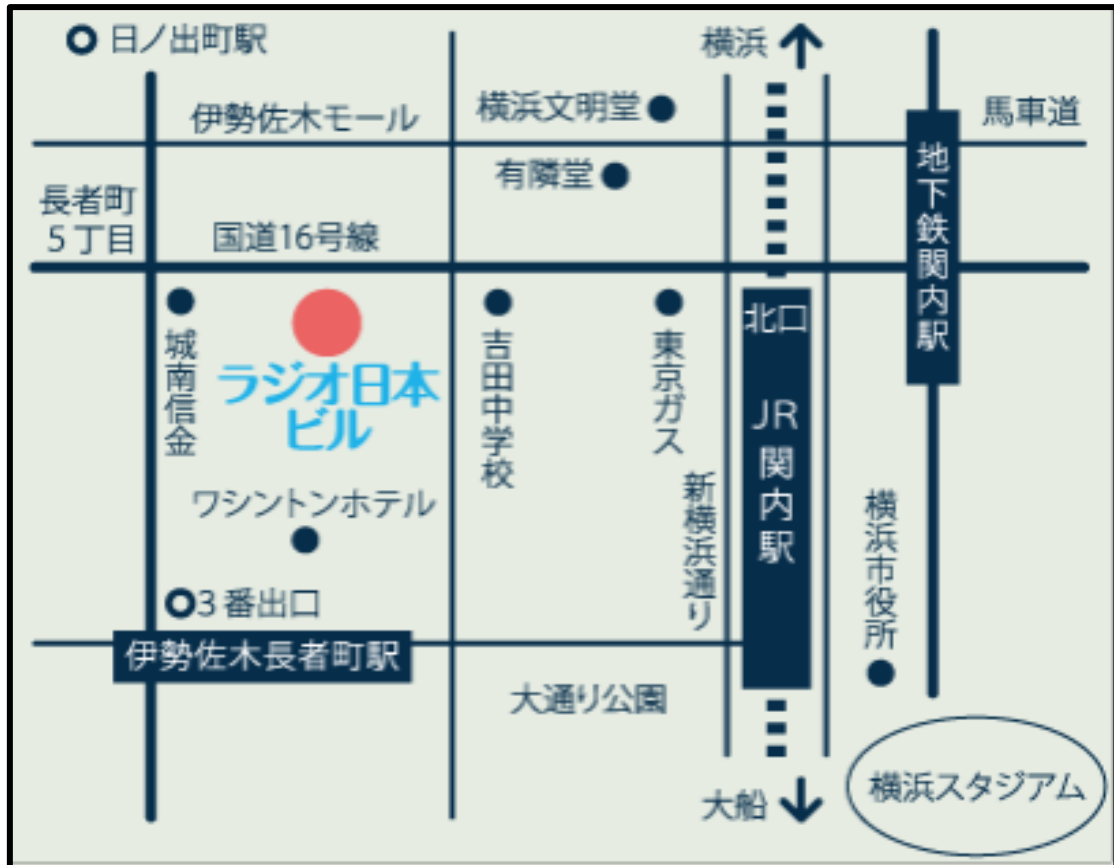 日ノ出町駅
横浜
伊勢佐木モール
横浜文明堂
馬車道
有隣堂
地下鉄関内駅
長者町
5丁目
国道16号線
北口
城南信金
ラジオ日本
ビル
吉田中学校
東京ガス
JR関内駅
新横浜通り
ワシントンホテル
横浜市役所
3番出口
伊勢佐木長者町駅
大通り公園
大船
横浜スタジアム